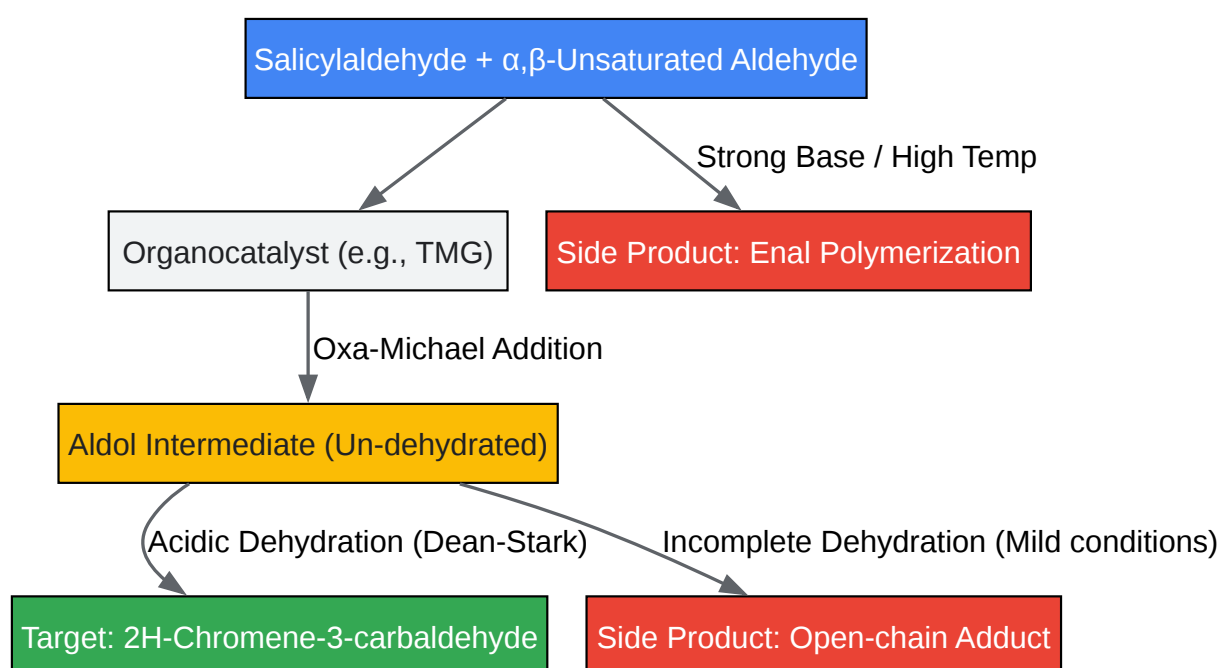 Salicylaldehyde + α,β-Unsaturated Aldehyde
Strong Base / High Temp
Organocatalyst (e.g., TMG)
Side Product: Enal Polymerization
Oxa-Michael Addition
Aldol Intermediate (Un-dehydrated)
Acidic Dehydration (Dean-Stark)
Incomplete Dehydration (Mild conditions)
Target: 2H-Chromene-3-carbaldehyde
Side Product: Open-chain Adduct